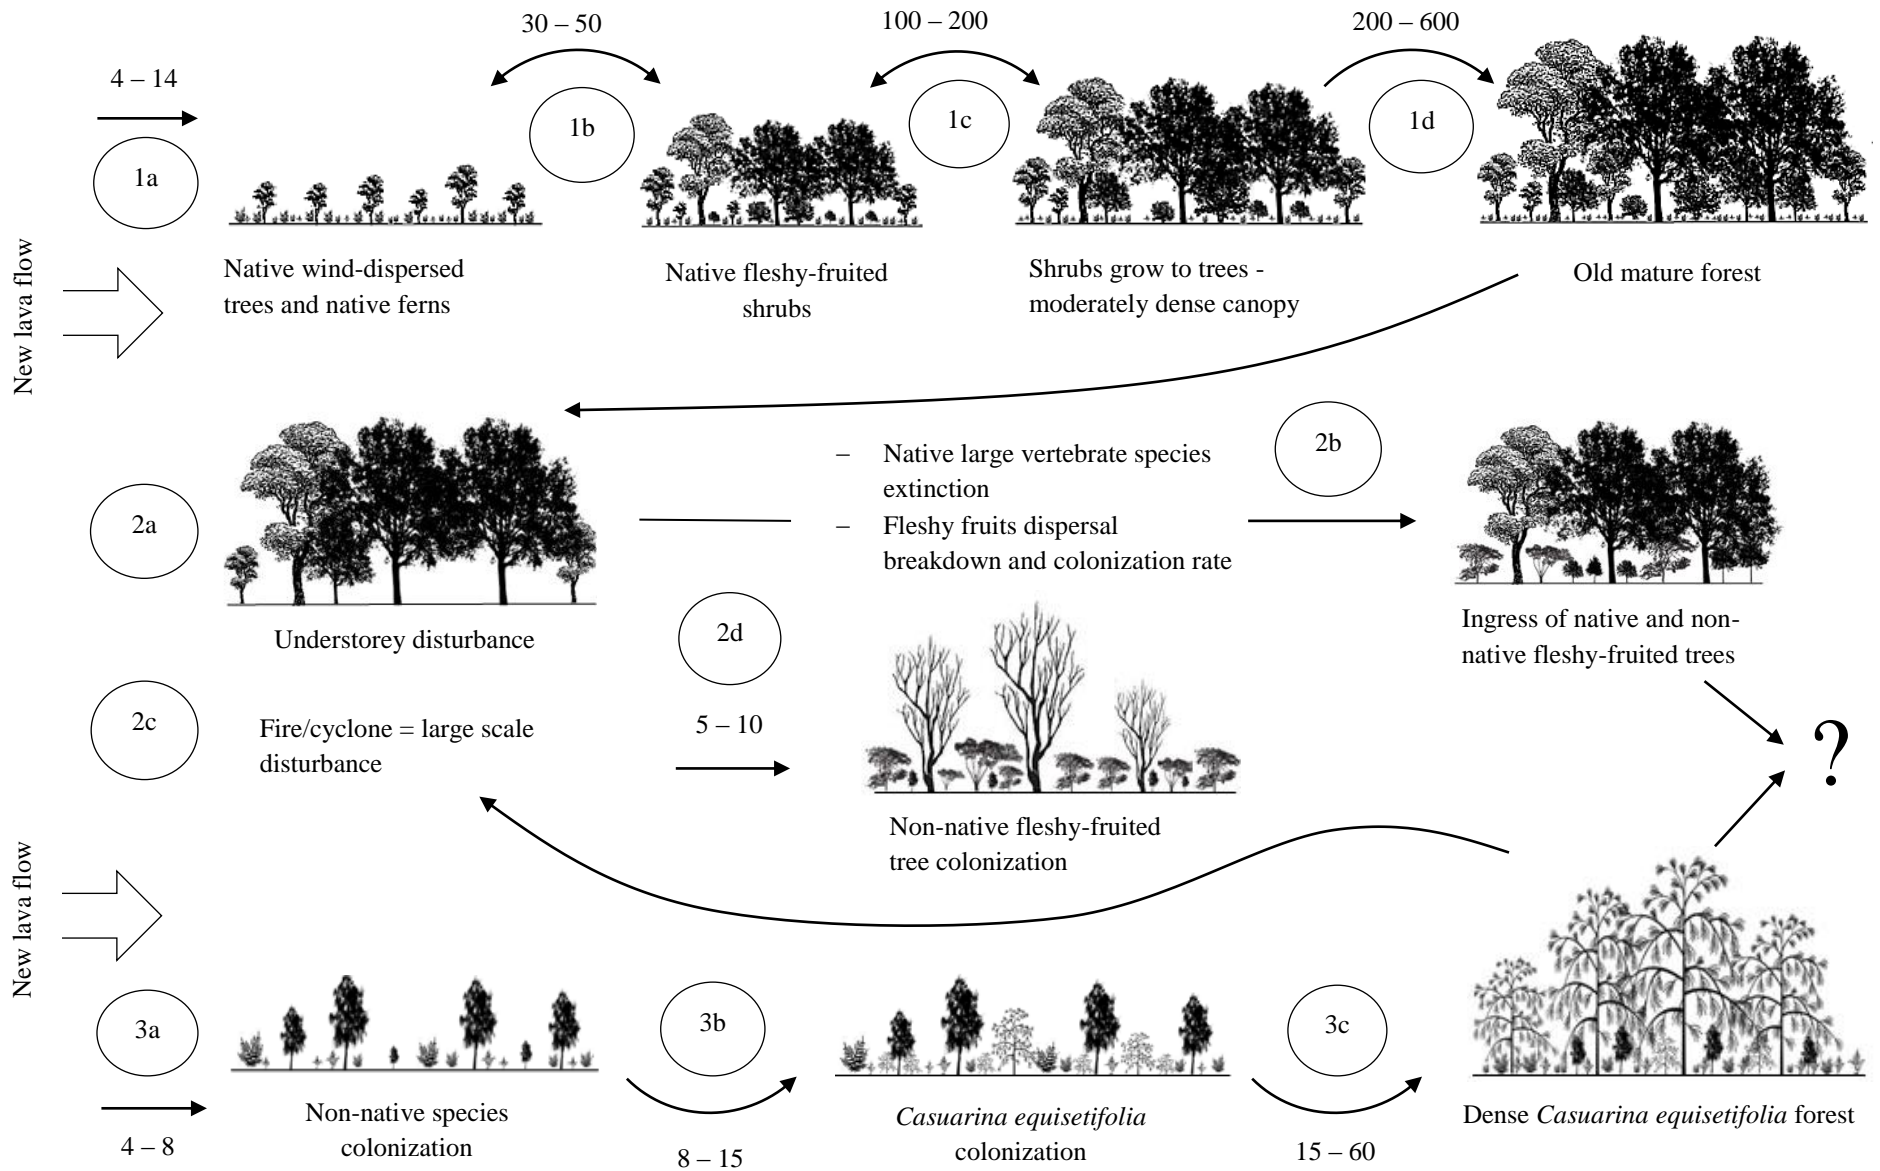 30 – 50
100 – 200
200 – 600
4 – 14
1a
1b
1c
1d
New lava flow
Native wind-dispersed
trees and native ferns
Native fleshy-fruited
shrubs
Shrubs grow to trees -
moderately dense canopy
Old mature forest
2a
Understorey disturbance
– Native large vertebrate species
extinction
– Fleshy fruits dispersal
breakdown and colonization rate
2b
Ingress of native and non-
native fleshy-fruited trees
2c
Fire/cyclone = large scale
disturbance
2d
5 – 10
Non-native fleshy-fruited
tree colonization
?
New lava flow
3a
4 – 8
Non-native species
colonization
3b
8 – 15
Casuarina equisetifolia
colonization
3c
15 – 60
Dense Casuarina equisetifolia forest